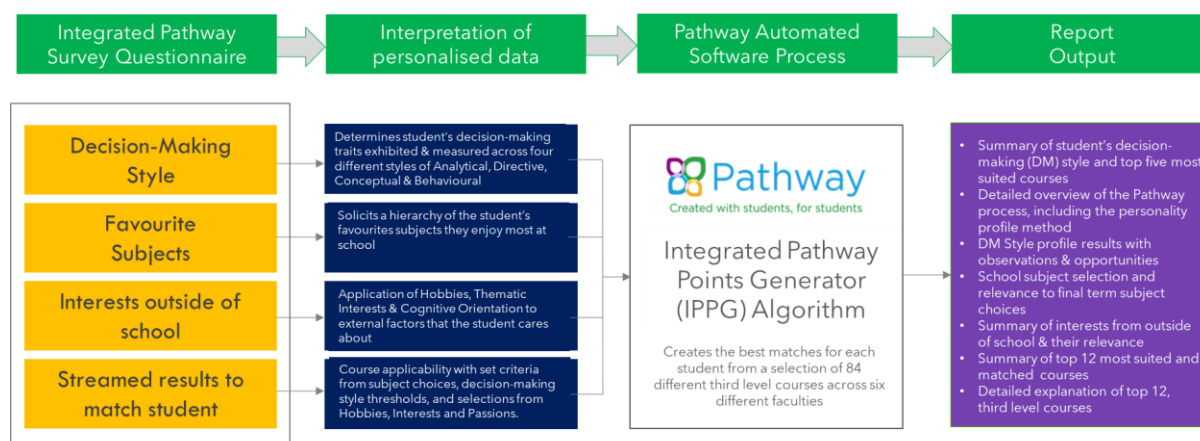 Integrated Pathway
Survey Questionnaire
Interpretation of
personalised data
Pathway Automated
Software Process
Report
Output
Decision-Making
Style
Favourite
Subjects
Interests outside of
school
Streamed results to
match student
Determines student's decision-making
traits exhibited & measured across four
different styles of Analytical, Directive,
Conceptual & Behavioural
Solicits a hierarchy of the student's
favourites subjects they enjoy most at
school
Application of Hobbies, Thematic
Interests & Cognitive Orientation to
external factors that the student cares
about
Course applicability with set criteria
from subject choices, decision-making
style thresholds, and selections from
Hobbies, Interests and Passions.
Pathway
Created with students, for students
Integrated Pathway
Points Generator
(IPPG) Algorithm
Creates the best matches for each
student from a selection of 84
different third level courses across six
different faculties
• Summary of student's decision-
making (DM) style and top five most
suited courses
• Detailed overview of the Pathway
process, including the personality
profile method
• DM Style profile results with
observations & opportunities
• School subject selection and
relevance to final term subject
choices
• Summary of interests from outside
of school & their relevance
• Summary of top 12 most suited and
matched courses
• Detailed explanation of top 12,
third level courses